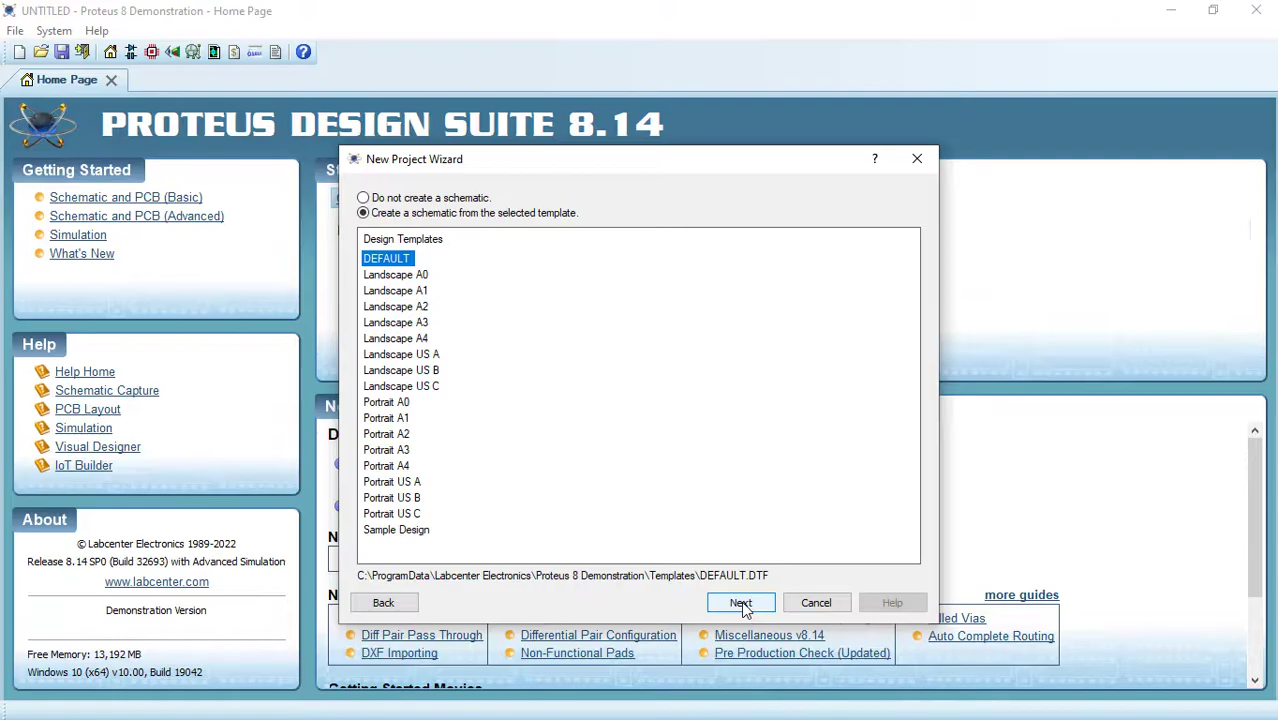 UNTITLED - Proteus 8 Demonstration - Home Page
File System Help
Home Page
PROTEUS DESIGN SUITE 8.14
Getting Started
Schematic and PCB (Basic)
Schematic and PCB (Advanced)
Simulation
What's New
Help
Help Home
Schematic Capture
PCB Layout
Simulation
Visual Designer
IoT Builder
About
© Labcenter Electronics 1989-2022
Release 8.14 SP0 (Build 32693) with Advanced Simulation
www.labcenter.com
Demonstration Version
Free Memory: 13,192 MB
Windows 10 (x64) v10.00, Build 19042
New Project Wizard
?
Do not create a schematic.
Create a schematic from the selected template.
Design Templates
DEFAULT
Landscape A0
Landscape A1
Landscape A2
Landscape A3
Landscape A4
Landscape US A
Landscape US B
Landscape US C
Portrait A0
Portrait A1
Portrait A2
Portrait A3
Portrait A4
Portrait US A
Portrait US B
Portrait US C
Sample Design
C:\ProgramData\Labcenter Electronics\Proteus 8 Demonstration\Templates\DEFAULT.DTF
Back Next Cancel Help
more guides
Vias
Diff Pair Pass Through Differential Pair Configuration Miscellaneous v8.14 Auto Complete Routing
DXF Importing Non-Functional Pads Pre Production Check (Updated)
Getting Started Movies